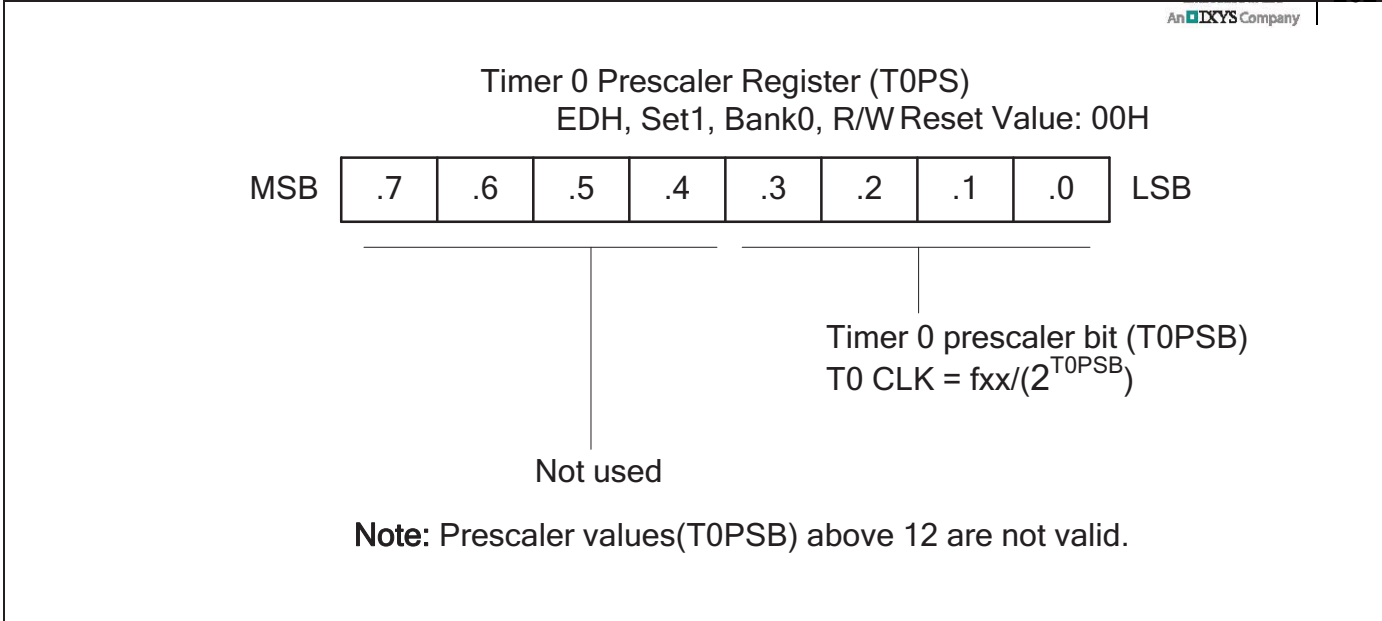 An IXYS Company
Timer 0 Prescaler Register (T0PS)
EDH, Set1, Bank0, R/W Reset Value: 00H
MSB .7 .6 .5 .4 .3 .2 .1 .0 LSB
Timer 0 prescaler bit (T0PSB)
T0 CLK = fxx/(2^T0PSB)
Not used
Note: Prescaler values(T0PSB) above 12 are not valid.